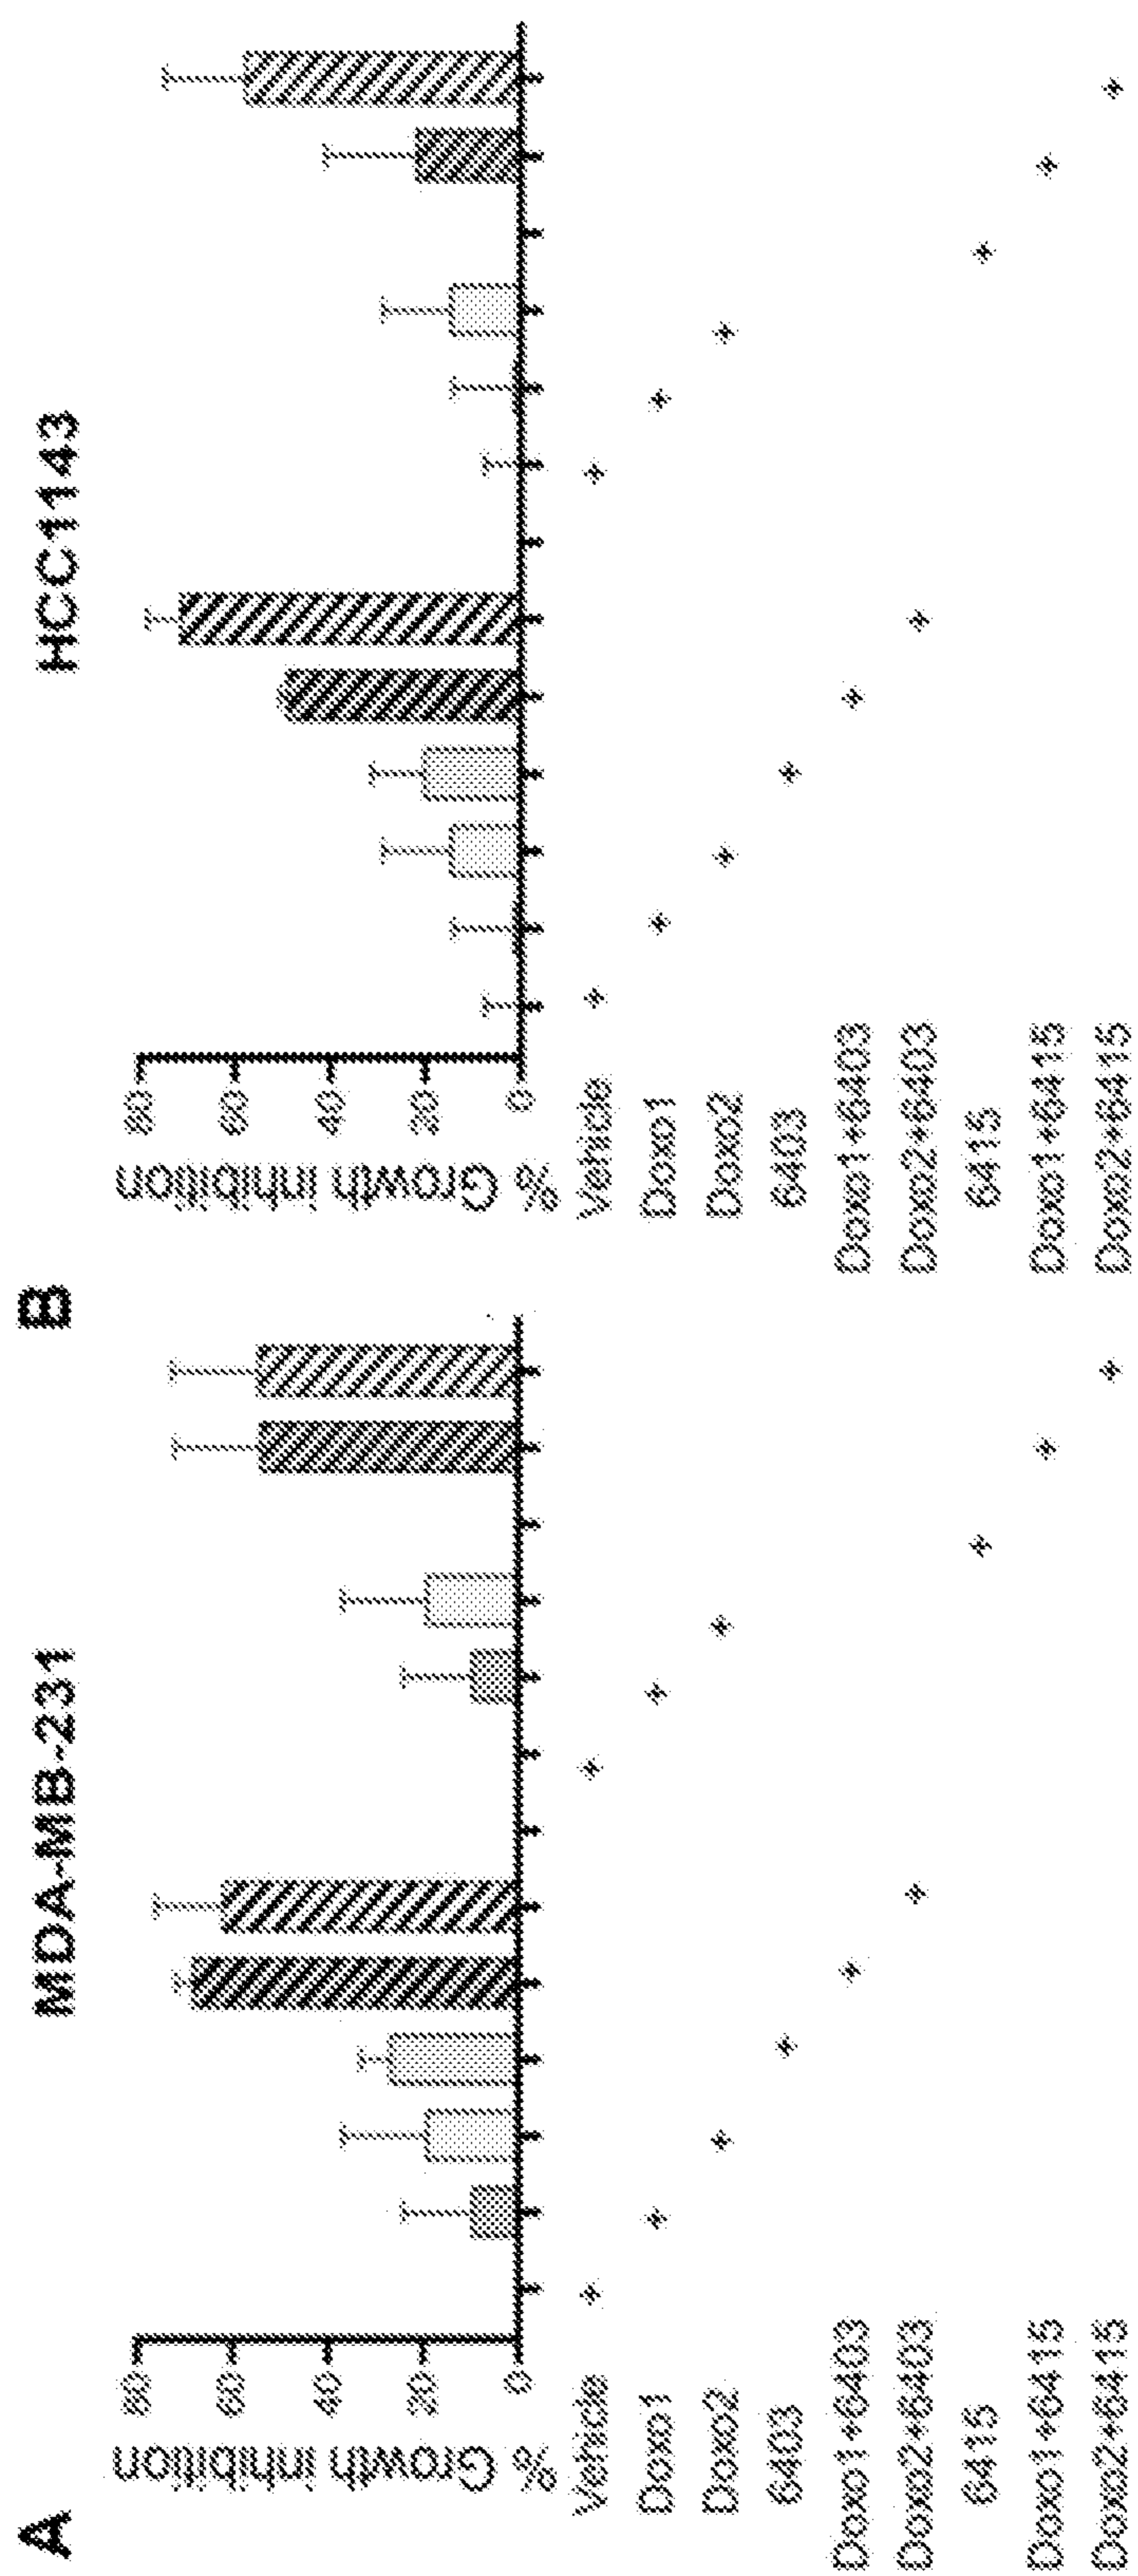 A
MDA-MB-231
% Growth inhibition
80
60
40
20
0
Vehicle
Doxo1
Doxo2
6403
Doxo1+6403
Doxo2+6403
6415
Doxo1+6415
Doxo2+6415
B
HCC1143
% Growth inhibition
80
60
40
20
0
Vehicle
Doxo1
Doxo2
6403
Doxo1+6403
Doxo2+6403
6415
Doxo1+6415
Doxo2+6415